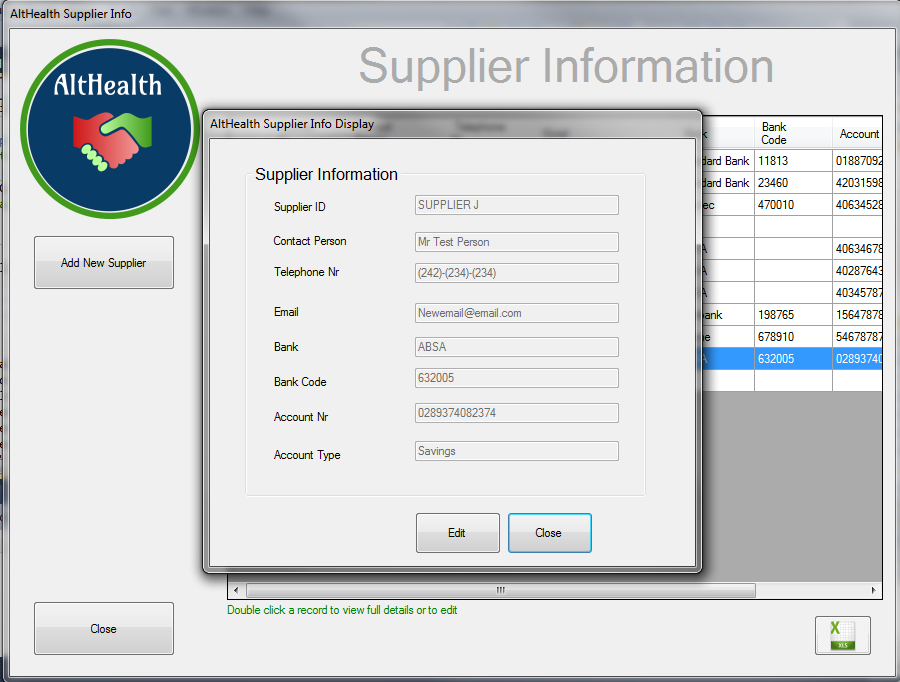 AltHealth Supplier Info
AltHealth
Supplier Information
Add New Supplier
Close
AltHealth Supplier Info Display
Supplier Information
Supplier ID SUPPLIER J
Contact Person Mr Test Person
Telephone Nr (242)-(234)-(234)
Email Newemail@email.com
Bank ABSA
Bank Code 632005
Account Nr 0289374082374
Account Type Savings
Edit Close
Bank
Code Account
dard Bank 11813 01887092
dard Bank 23460 42031598
ec 470010 40634528
A 40634678
A 40287643
A 40345787
bank 198765 15647878
ne 678910 54678787
A 632005 02893740
Double click a record to view full details or to edit
X
XLS